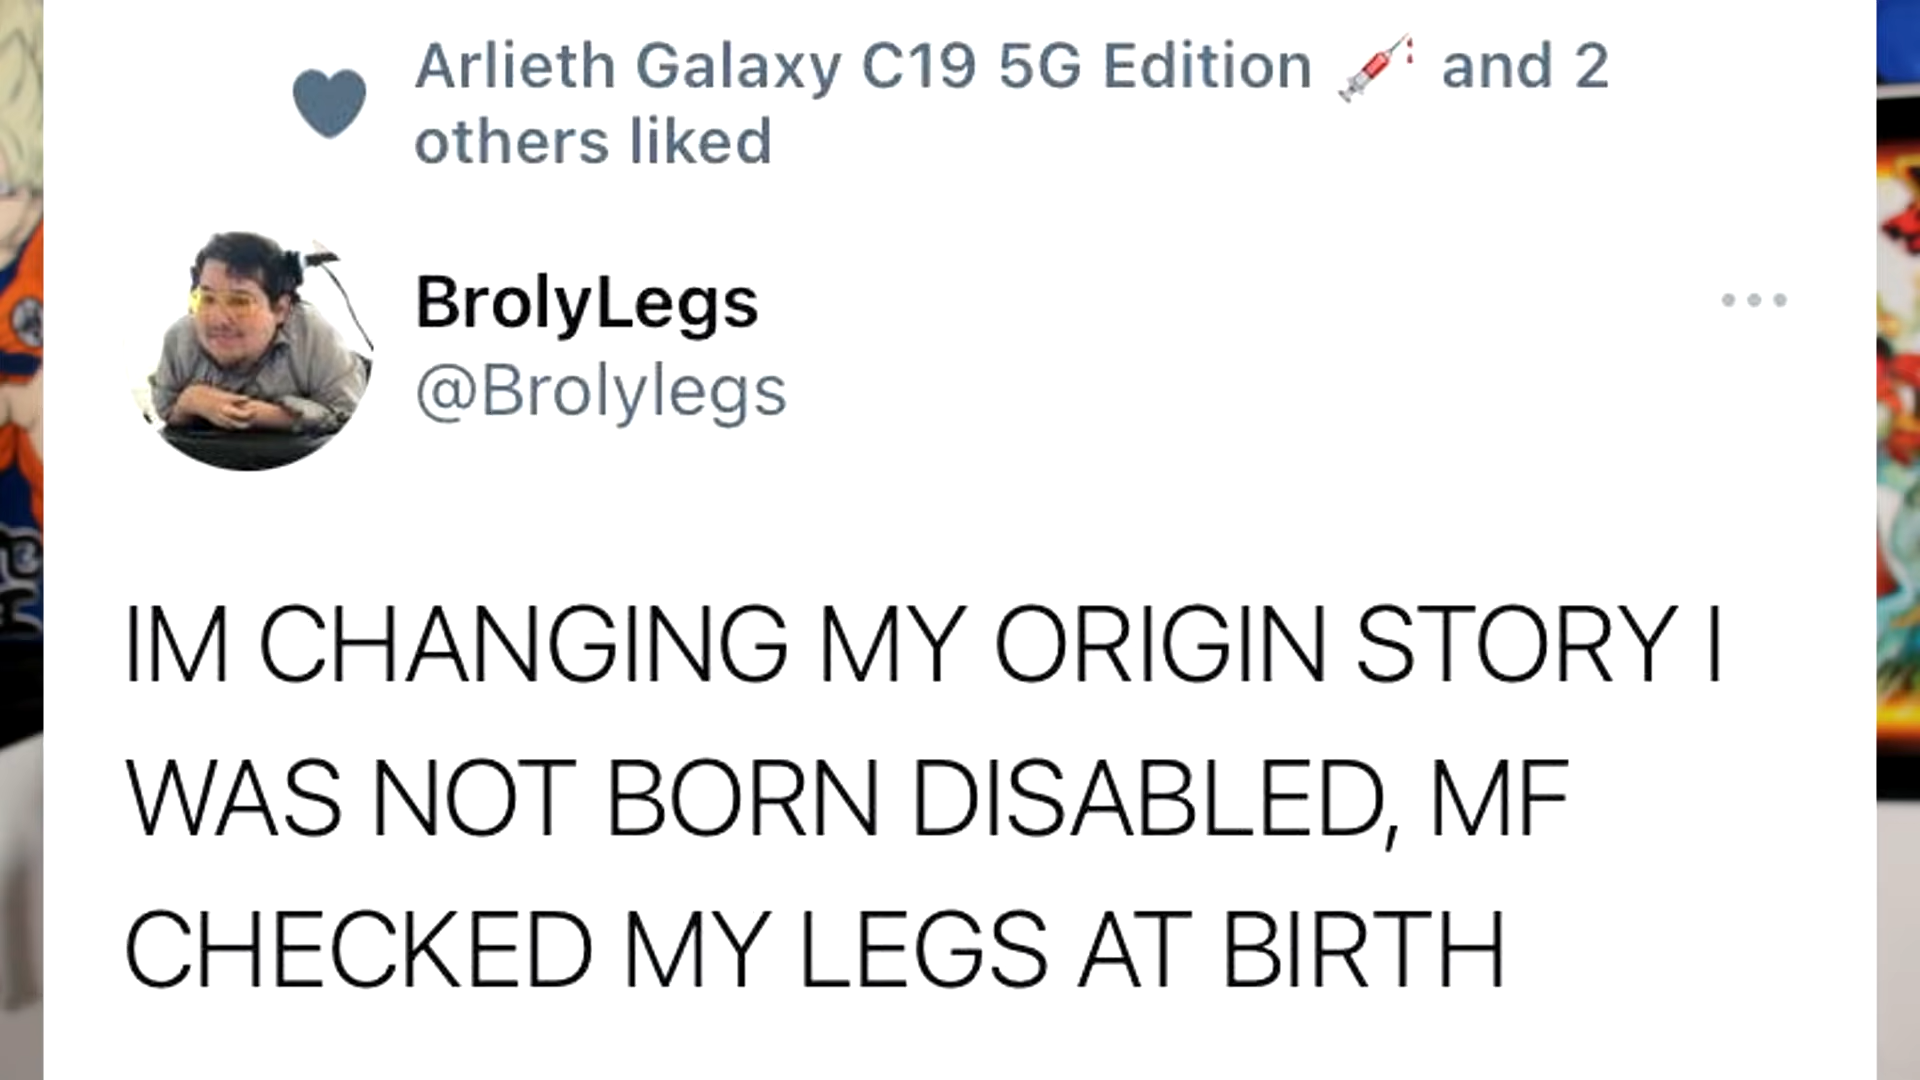 Arlieth Galaxy C19 5G Edition 💉 and 2
others liked
BrolyLegs
@Brolylegs
IM CHANGING MY ORIGIN STORY I
WAS NOT BORN DISABLED, MF
CHECKED MY LEGS AT BIRTH